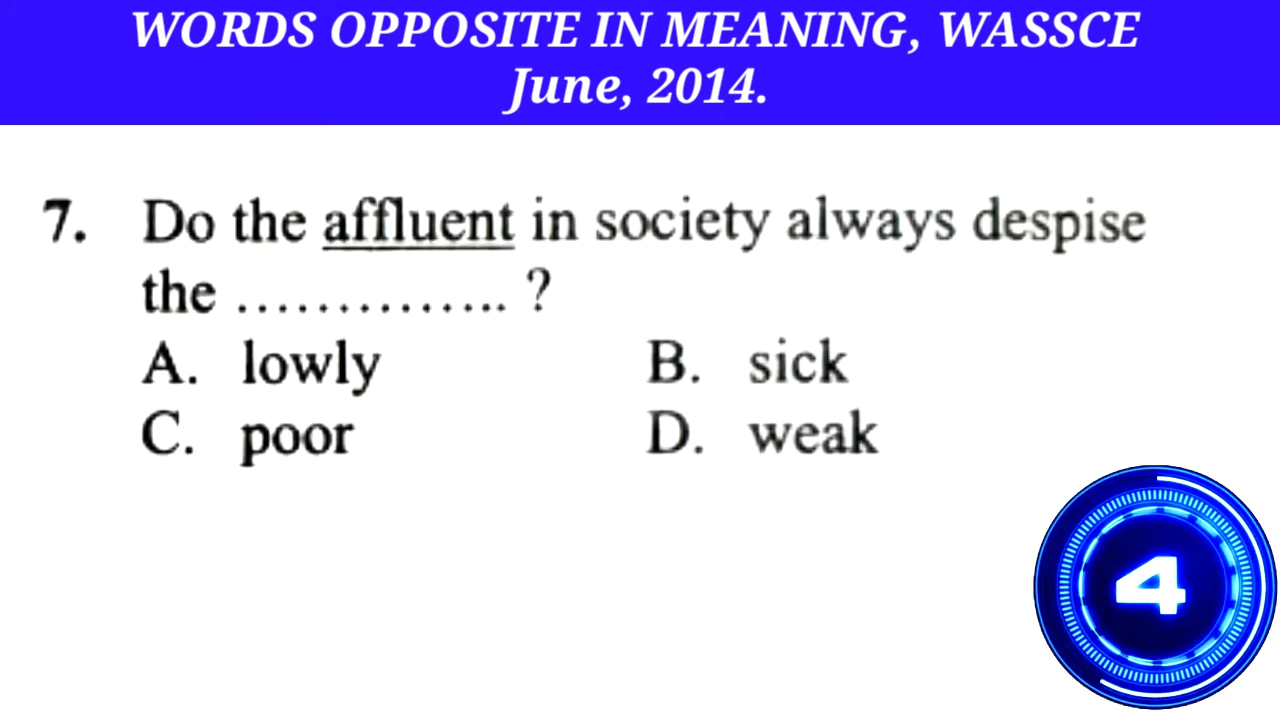 WORDS OPPOSITE IN MEANING, WASSCE
June, 2014.
7. Do the affluent in society always despise
the .............. ?
A. lowly B. sick
C. poor D. weak
4